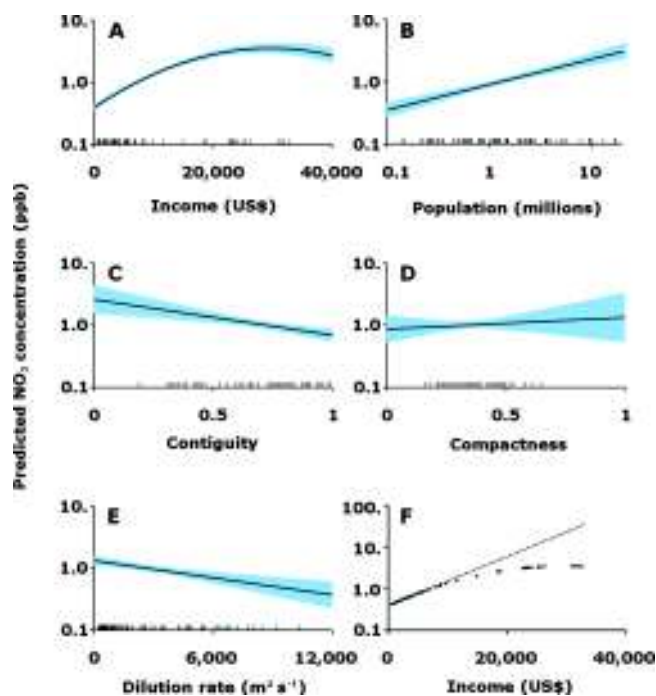 A
10.
1.0
0.1
0
20,000
40,000
Income (US$)
B
10.
1.0
0.1
0.1
1
10
Population (millions)
Predicted NO₂ concentration (ppb)
C
10.
1.0
0.1
0
0.5
1
Contiguity
D
10.
1.0
0.1
0
0.5
1
Compactness
E
10.
1.0
0.1
0
6,000
12,000
Dilution rate (m² s⁻¹)
F
100.
10.
1.0
0.1
0
20,000
40,000
Income (US$)